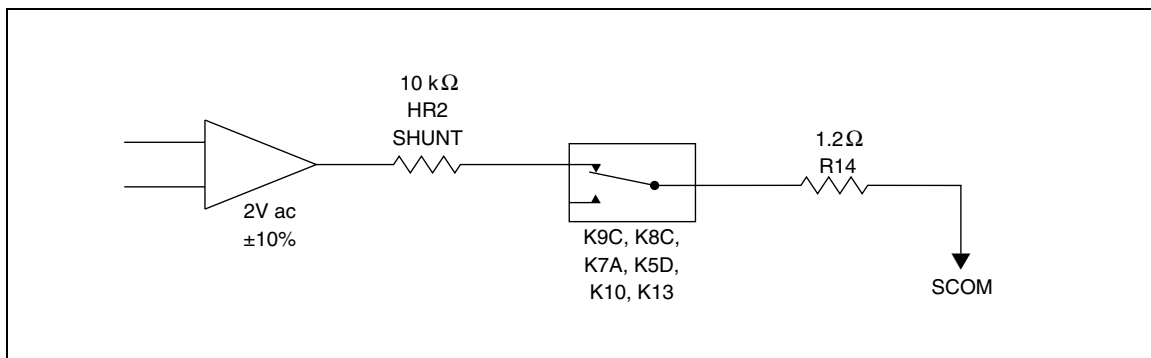 10 kΩ
HR2
SHUNT
2V ac
±10%
K9C, K8C,
K7A, K5D,
K10, K13
1.2Ω
R14
SCOM